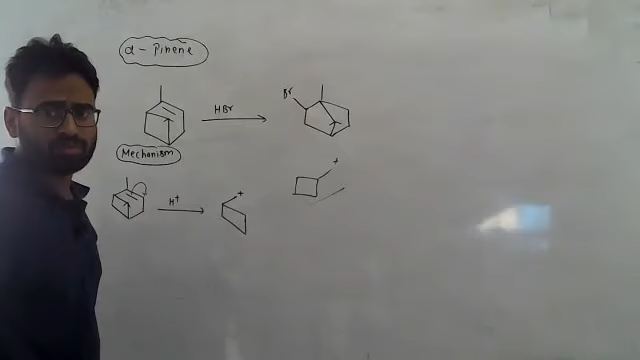 α - Pinene
HBr
Br
Mechanism
H+
+
+